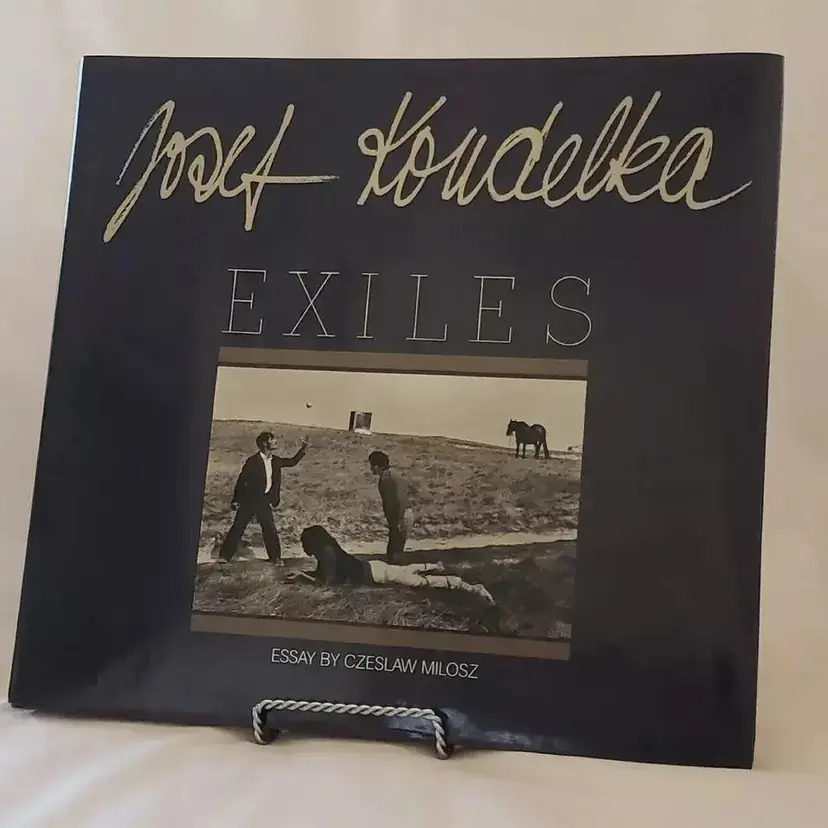 Josef Koudelka
EXILES
ESSAY BY CZESLAW MILOSZ